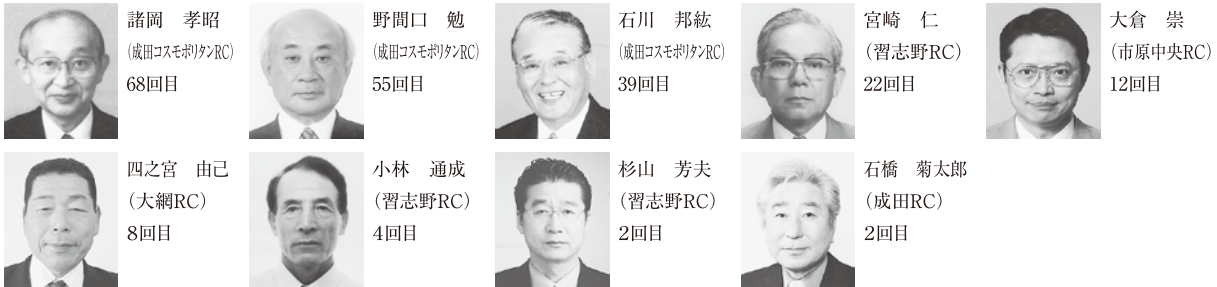 諸岡　孝昭
（成田コスモポリタンRC）
68回目
野間口　勉
（成田コスモポリタンRC）
55回目
石川　邦紘
（成田コスモポリタンRC）
39回目
宮崎　仁
（習志野RC）
22回目
大倉　崇
（市原中央RC）
12回目
四之宮　由己
（大網RC）
8回目
小林　通成
（習志野RC）
4回目
杉山　芳夫
（習志野RC）
2回目
石橋　菊太郎
（成田RC）
2回目